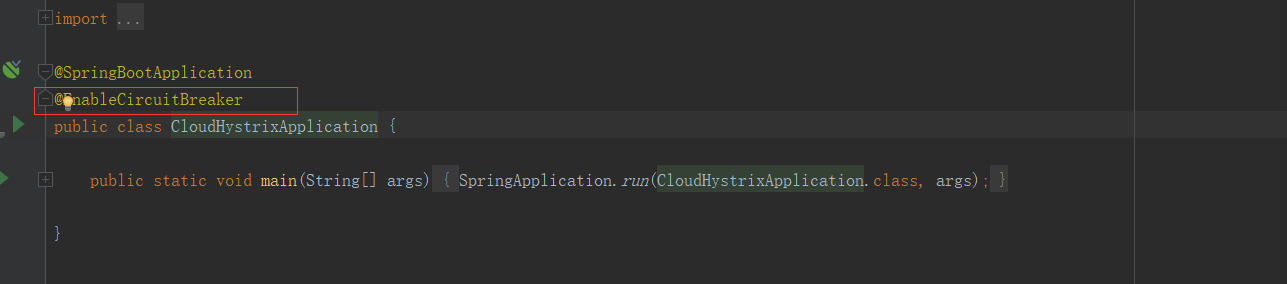 import ...
@SpringBootApplication
@EnableCircuitBreaker
public class CloudHystrixApplication {
public static void main(String[] args) { SpringApplication.run(CloudHystrixApplication.class, args); }
}